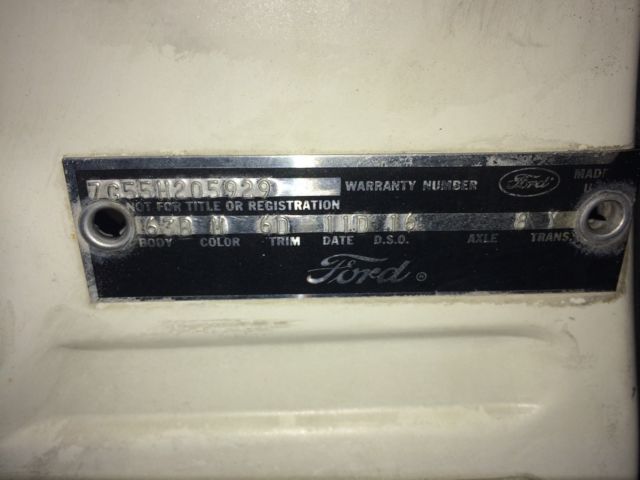 7G55H205929 WARRANTY NUMBER Ford MADE
NOT FOR TITLE OR REGISTRATION
63B M 6D 11D 16 8
BODY COLOR TRIM DATE D.S.O. AXLE TRANS
Ford ®